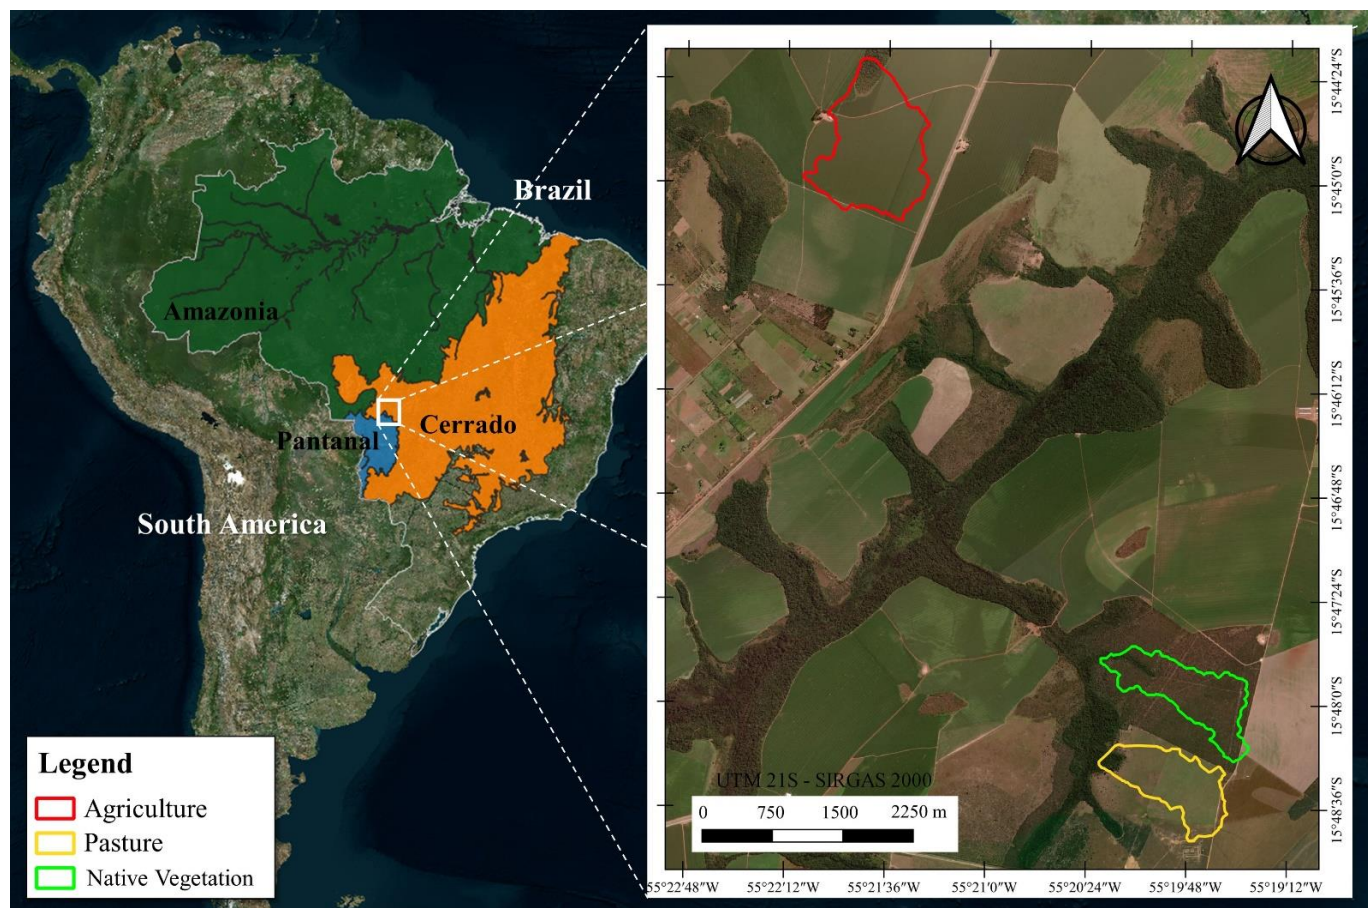 Brazil
Amazonia
Cerrado
Pantanal
South America
Legend
Agriculture
Pasture
Native Vegetation
UTM 21S - SIRGAS 2000
0 750 1500 2250 m
15°44'24"S
15°45'0"S
15°45'36"S
15°46'12"S
15°46'48"S
15°47'24"S
15°48'0"S
15°48'36"S
55°22'48"W 55°22'12"W 55°21'36"W 55°21'0"W 55°20'24"W 55°19'48"W 55°19'12"W